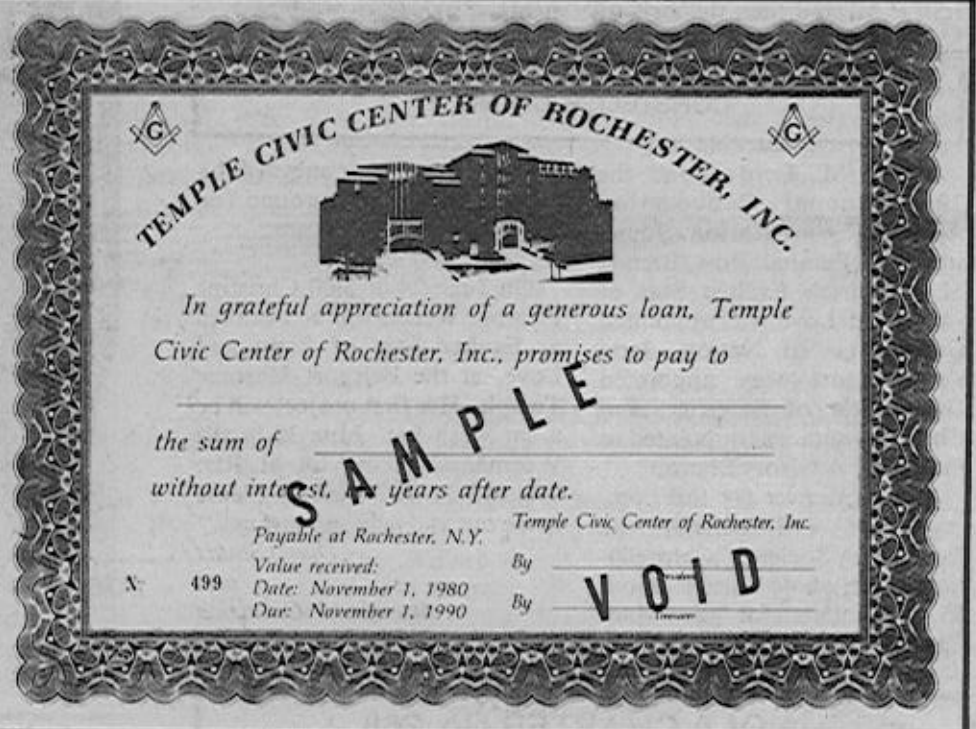 G
G
TEMPLE CIVIC CENTER OF ROCHESTER, INC.
In grateful appreciation of a generous loan, Temple
Civic Center of Rochester, Inc., promises to pay to
the sum of
without interest, years after date.
SAMPLE
Payable at Rochester, N.Y.
Value received:
Date: November 1, 1980
Due: November 1, 1990
X 499
Temple Civic Center of Rochester, Inc.
By
By
VOID